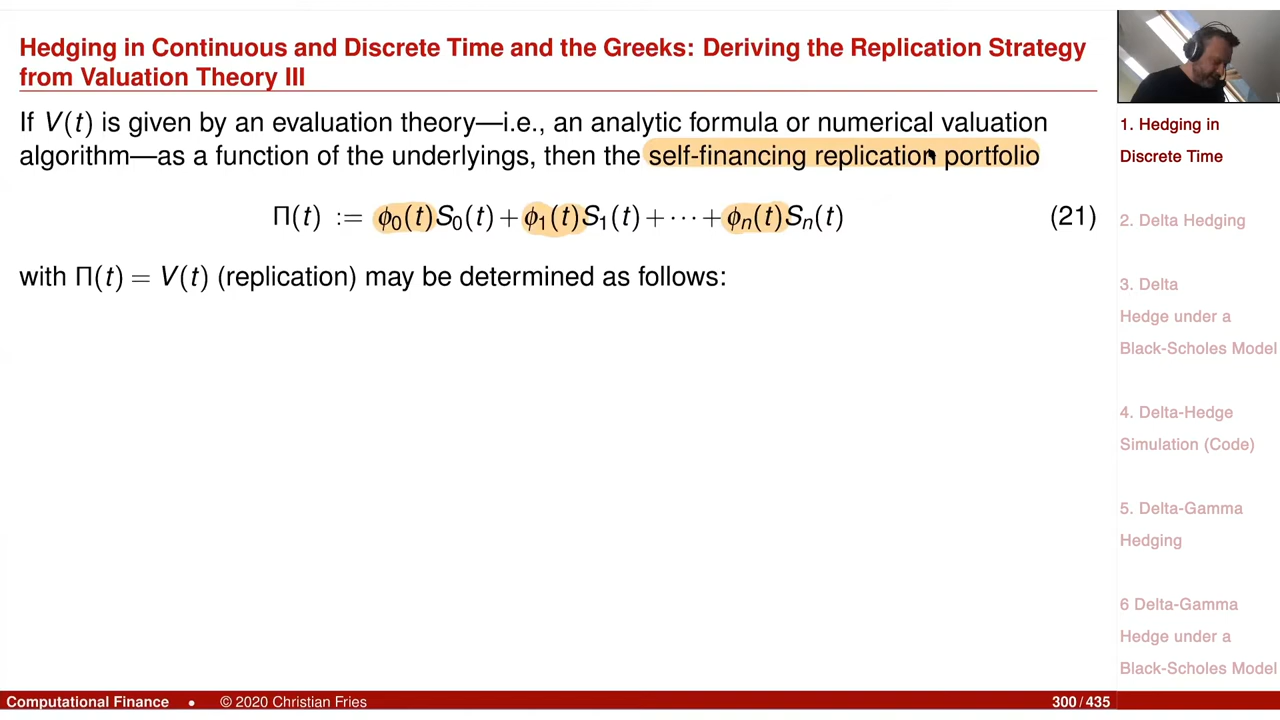 Hedging in Continuous and Discrete Time and the Greeks: Deriving the Replication Strategy
from Valuation Theory III
If V(t) is given by an evaluation theory—i.e., an analytic formula or numerical valuation
algorithm—as a function of the underlyings, then the self-financing replication portfolio
Π(t) := ϕ₀(t)S₀(t) + ϕ₁(t)S₁(t) + ⋯ + ϕₙ(t)Sₙ(t) (21)
with Π(t) = V(t) (replication) may be determined as follows:
1. Hedging in
Discrete Time
2. Delta Hedging
3. Delta
Hedge under a
Black-Scholes Model
4. Delta-Hedge
Simulation (Code)
5. Delta-Gamma
Hedging
6 Delta-Gamma
Hedge under a
Black-Scholes Model
Computational Finance • © 2020 Christian Fries 300/435